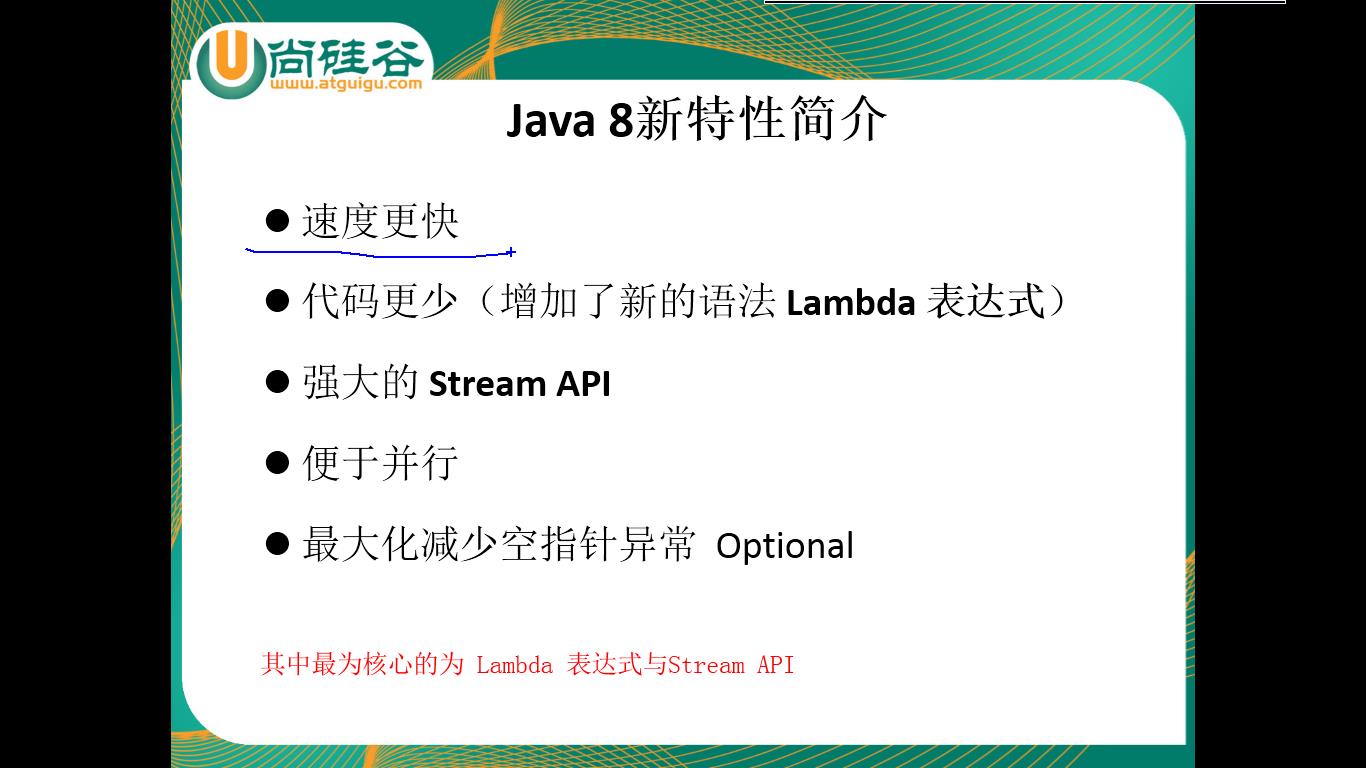 尚硅谷
www.atguigu.com
Java 8新特性简介
速度更快
代码更少（增加了新的语法 Lambda 表达式）
强大的 Stream API
便于并行
最大化减少空指针异常 Optional
其中最为核心的为 Lambda 表达式与Stream API